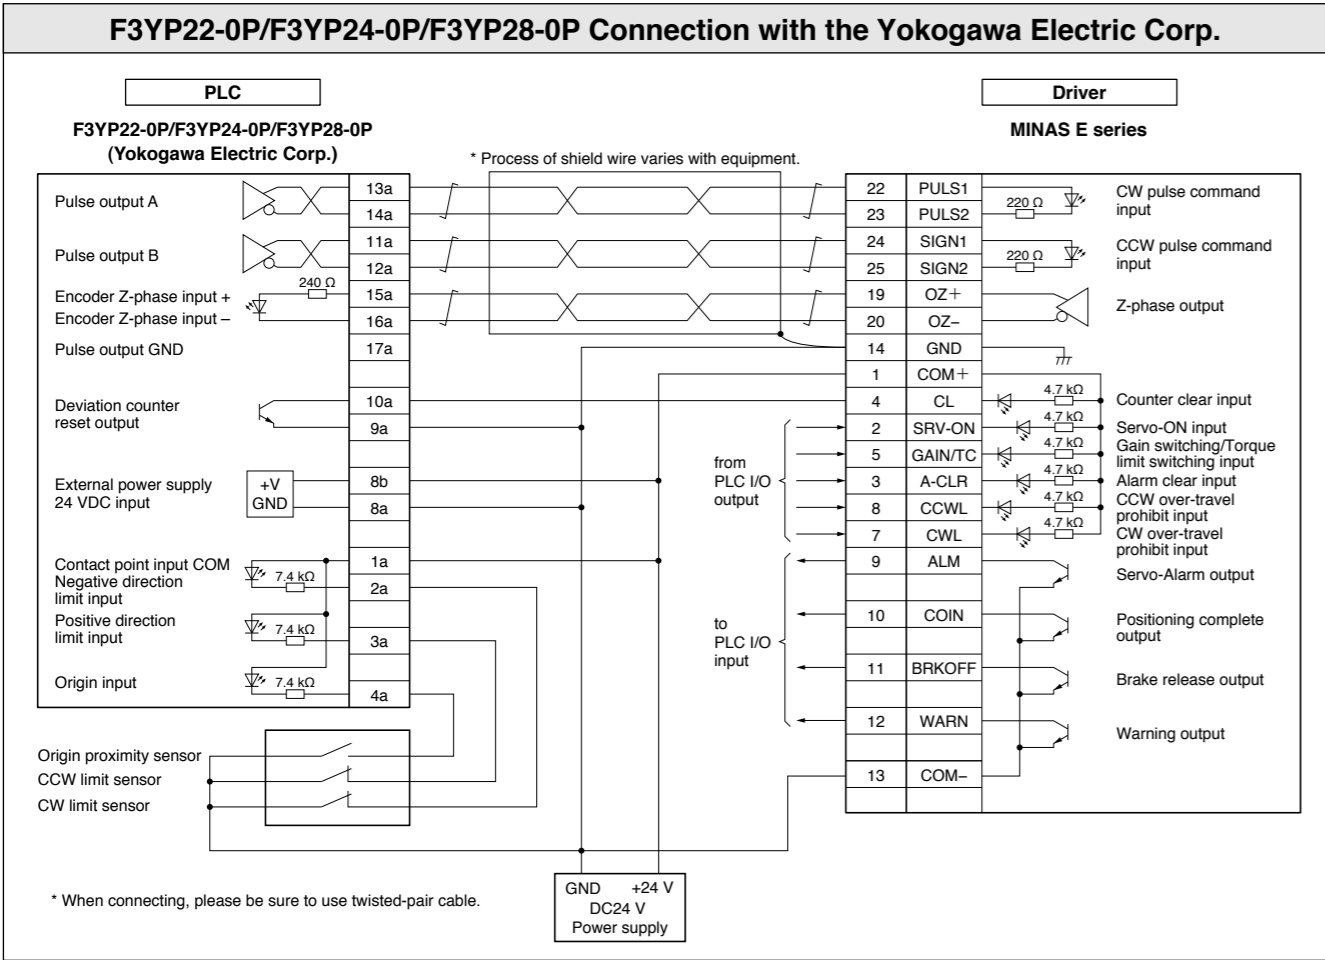 F3YP22-0P/F3YP24-0P/F3YP28-0P Connection with the Yokogawa Electric Corp.
PLC
F3YP22-0P/F3YP24-0P/F3YP28-0P
(Yokogawa Electric Corp.)
Driver
MINAS E series
* Process of shield wire varies with equipment.
Pulse output A
13a
14a
Pulse output B
11a
12a
240 Ω
Encoder Z-phase input +
15a
Encoder Z-phase input –
16a
Pulse output GND
17a
Deviation counter
reset output
10a
9a
External power supply
24 VDC input
+V
GND
8b
8a
Contact point input COM
1a
Negative direction
limit input
7.4 kΩ
2a
Positive direction
limit input
7.4 kΩ
3a
Origin input
7.4 kΩ
4a
Origin proximity sensor
CCW limit sensor
CW limit sensor
from
PLC I/O
output
to
PLC I/O
input
22 PULS1
23 PULS2
220 Ω
CW pulse command
input
24 SIGN1
25 SIGN2
220 Ω
CCW pulse command
input
19 OZ+
20 OZ–
Z-phase output
14 GND
1 COM+
4 CL
4.7 kΩ
Counter clear input
2 SRV-ON
4.7 kΩ
Servo-ON input
5 GAIN/TC
4.7 kΩ
Gain switching/Torque
limit switching input
3 A-CLR
4.7 kΩ
Alarm clear input
8 CCWL
4.7 kΩ
CCW over-travel
prohibit input
7 CWL
4.7 kΩ
CW over-travel
prohibit input
9 ALM
Servo-Alarm output
10 COIN
Positioning complete
output
11 BRKOFF
Brake release output
12 WARN
Warning output
13 COM–
GND +24 V
DC24 V
Power supply
* When connecting, please be sure to use twisted-pair cable.